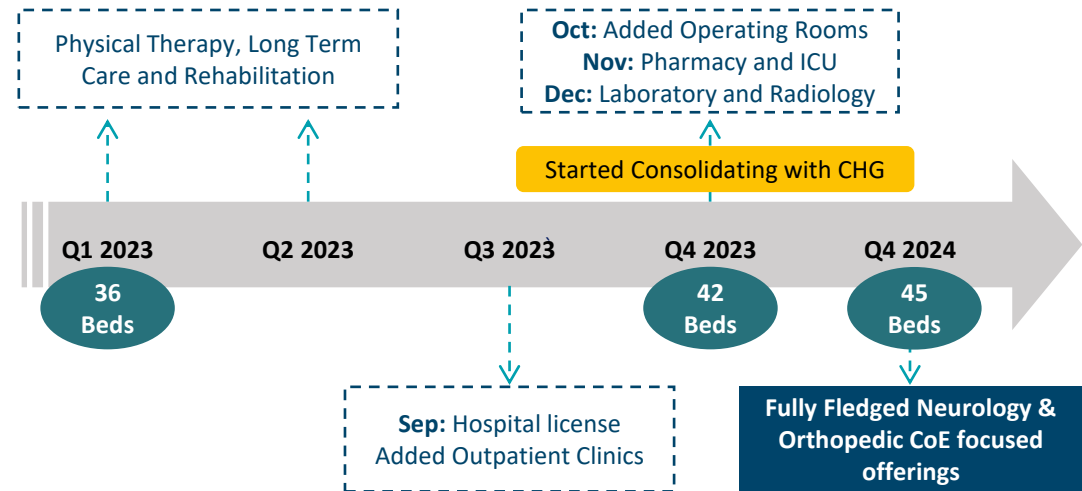 Physical Therapy, Long Term
Care and Rehabilitation
Oct: Added Operating Rooms
Nov: Pharmacy and ICU
Dec: Laboratory and Radiology
Started Consolidating with CHG
Q1 2023
Q2 2023
Q3 2023
Q4 2023
Q4 2024
36
Beds
42
Beds
45
Beds
Sep: Hospital license
Added Outpatient Clinics
Fully Fledged Neurology &
Orthopedic CoE focused
offerings